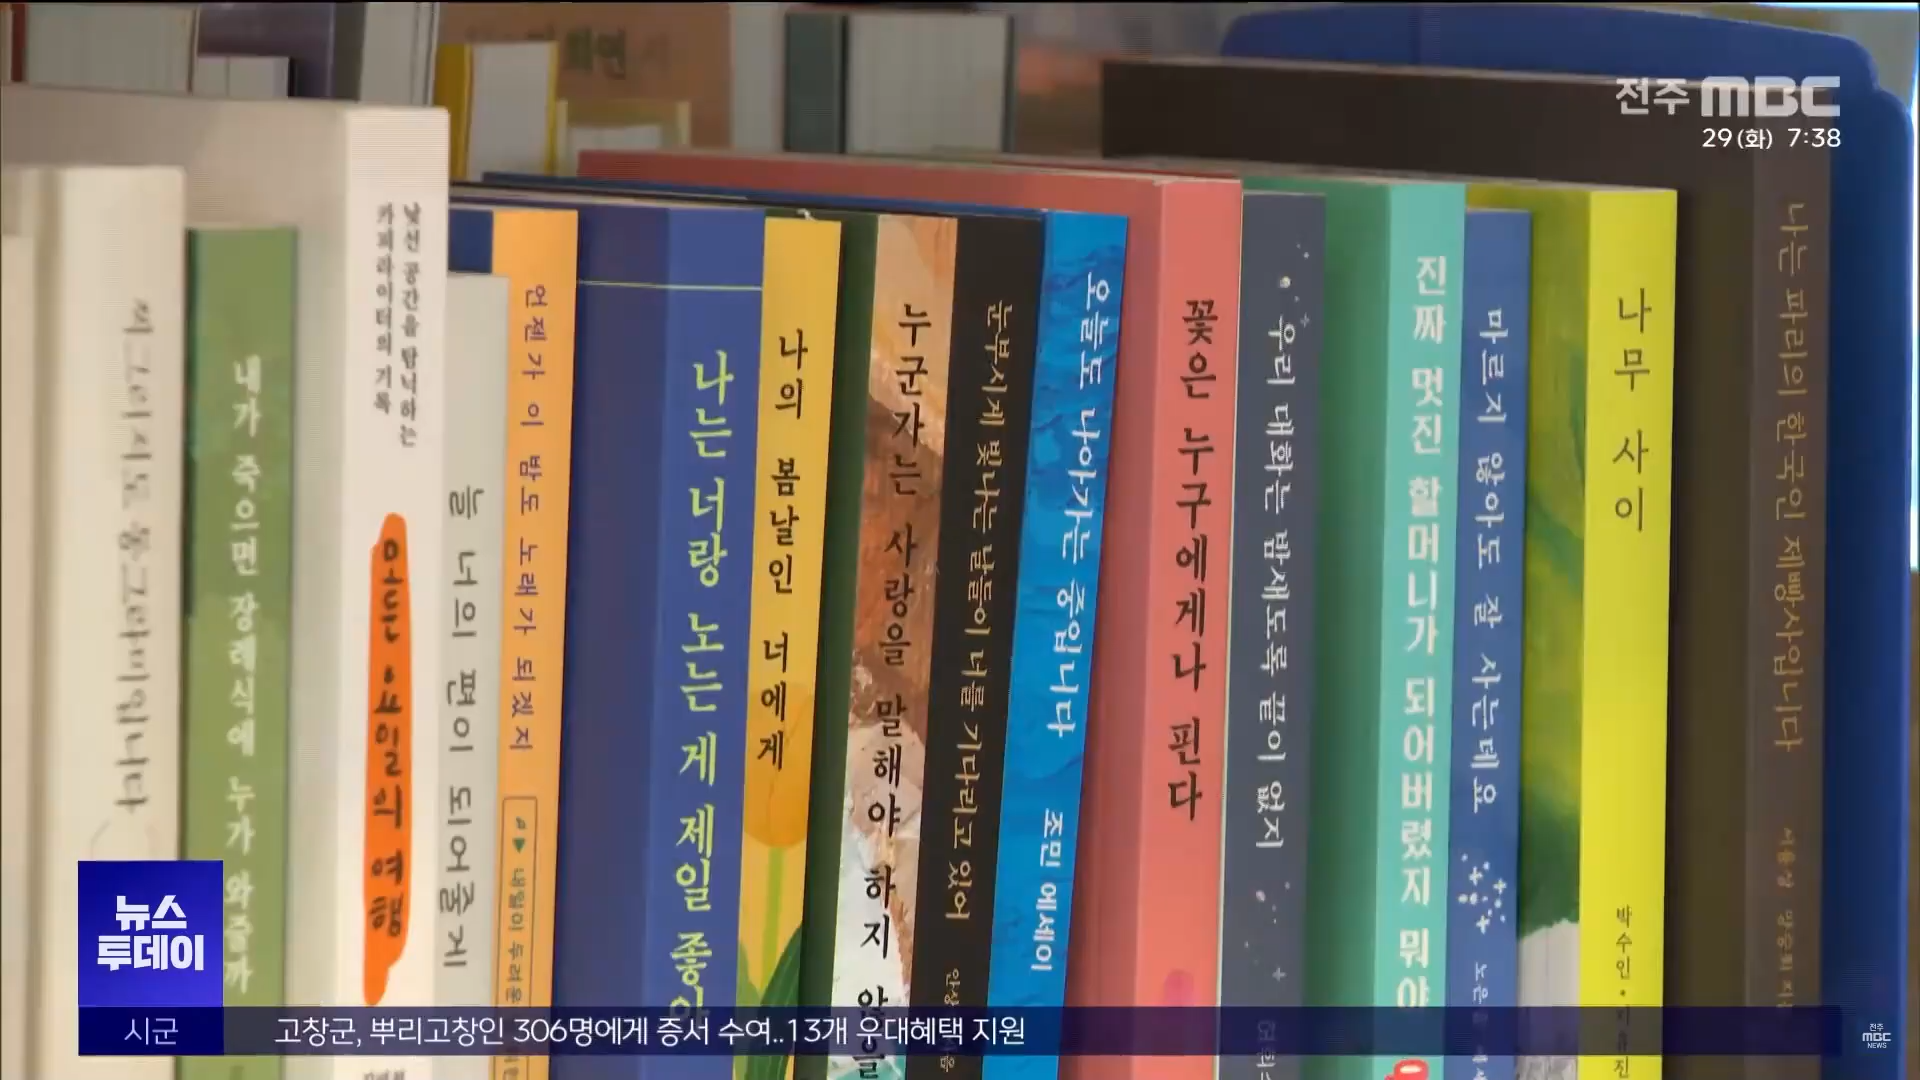 전주 MBC
29(화) 7:38
내가 죽으면 장례식에 누가 와줄까
낯선 공간을 탐닉하는
카피라이터의 기록
모든 요일의 여행
늘 너의 편이 되어줄게
언젠가 이 밤도 노래가 되겠지
나는 너랑 노는 게 제일 좋아
나의 봄날인 너에게
누군가는 사랑을 말해야 하지 않을
눈부시게 빛나는 날들이 너를 기다리고 있어
오늘도 나아가는 중입니다
조민 에세이
꽃은 누구에게나 핀다
우리 대화는 밤새도록 끝이 없지
진짜 멋진 할머니가 되어버렸지 뭐야
마르지 않아도 잘 사는데요
나무 사이
박수인
나는 파리의 한국인 제빵사입니다
뉴스
투데이
시군
고창군, 뿌리고창인 306명에게 증서 수여..13개 우대혜택 지원
전주
MBC
NEWS